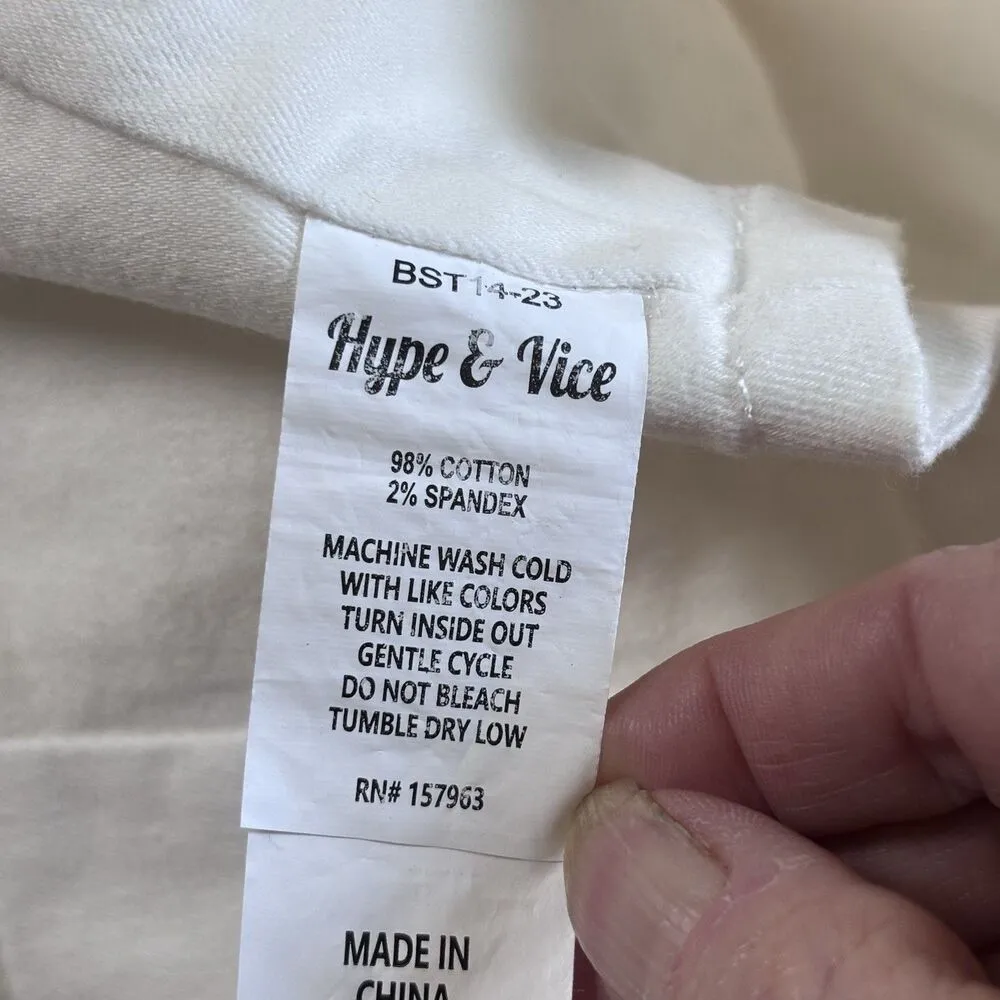 BST14-23
Hype & Vice
98% COTTON
2% SPANDEX
MACHINE WASH COLD
WITH LIKE COLORS
TURN INSIDE OUT
GENTLE CYCLE
DO NOT BLEACH
TUMBLE DRY LOW
RN# 157963
MADE IN
CHINA